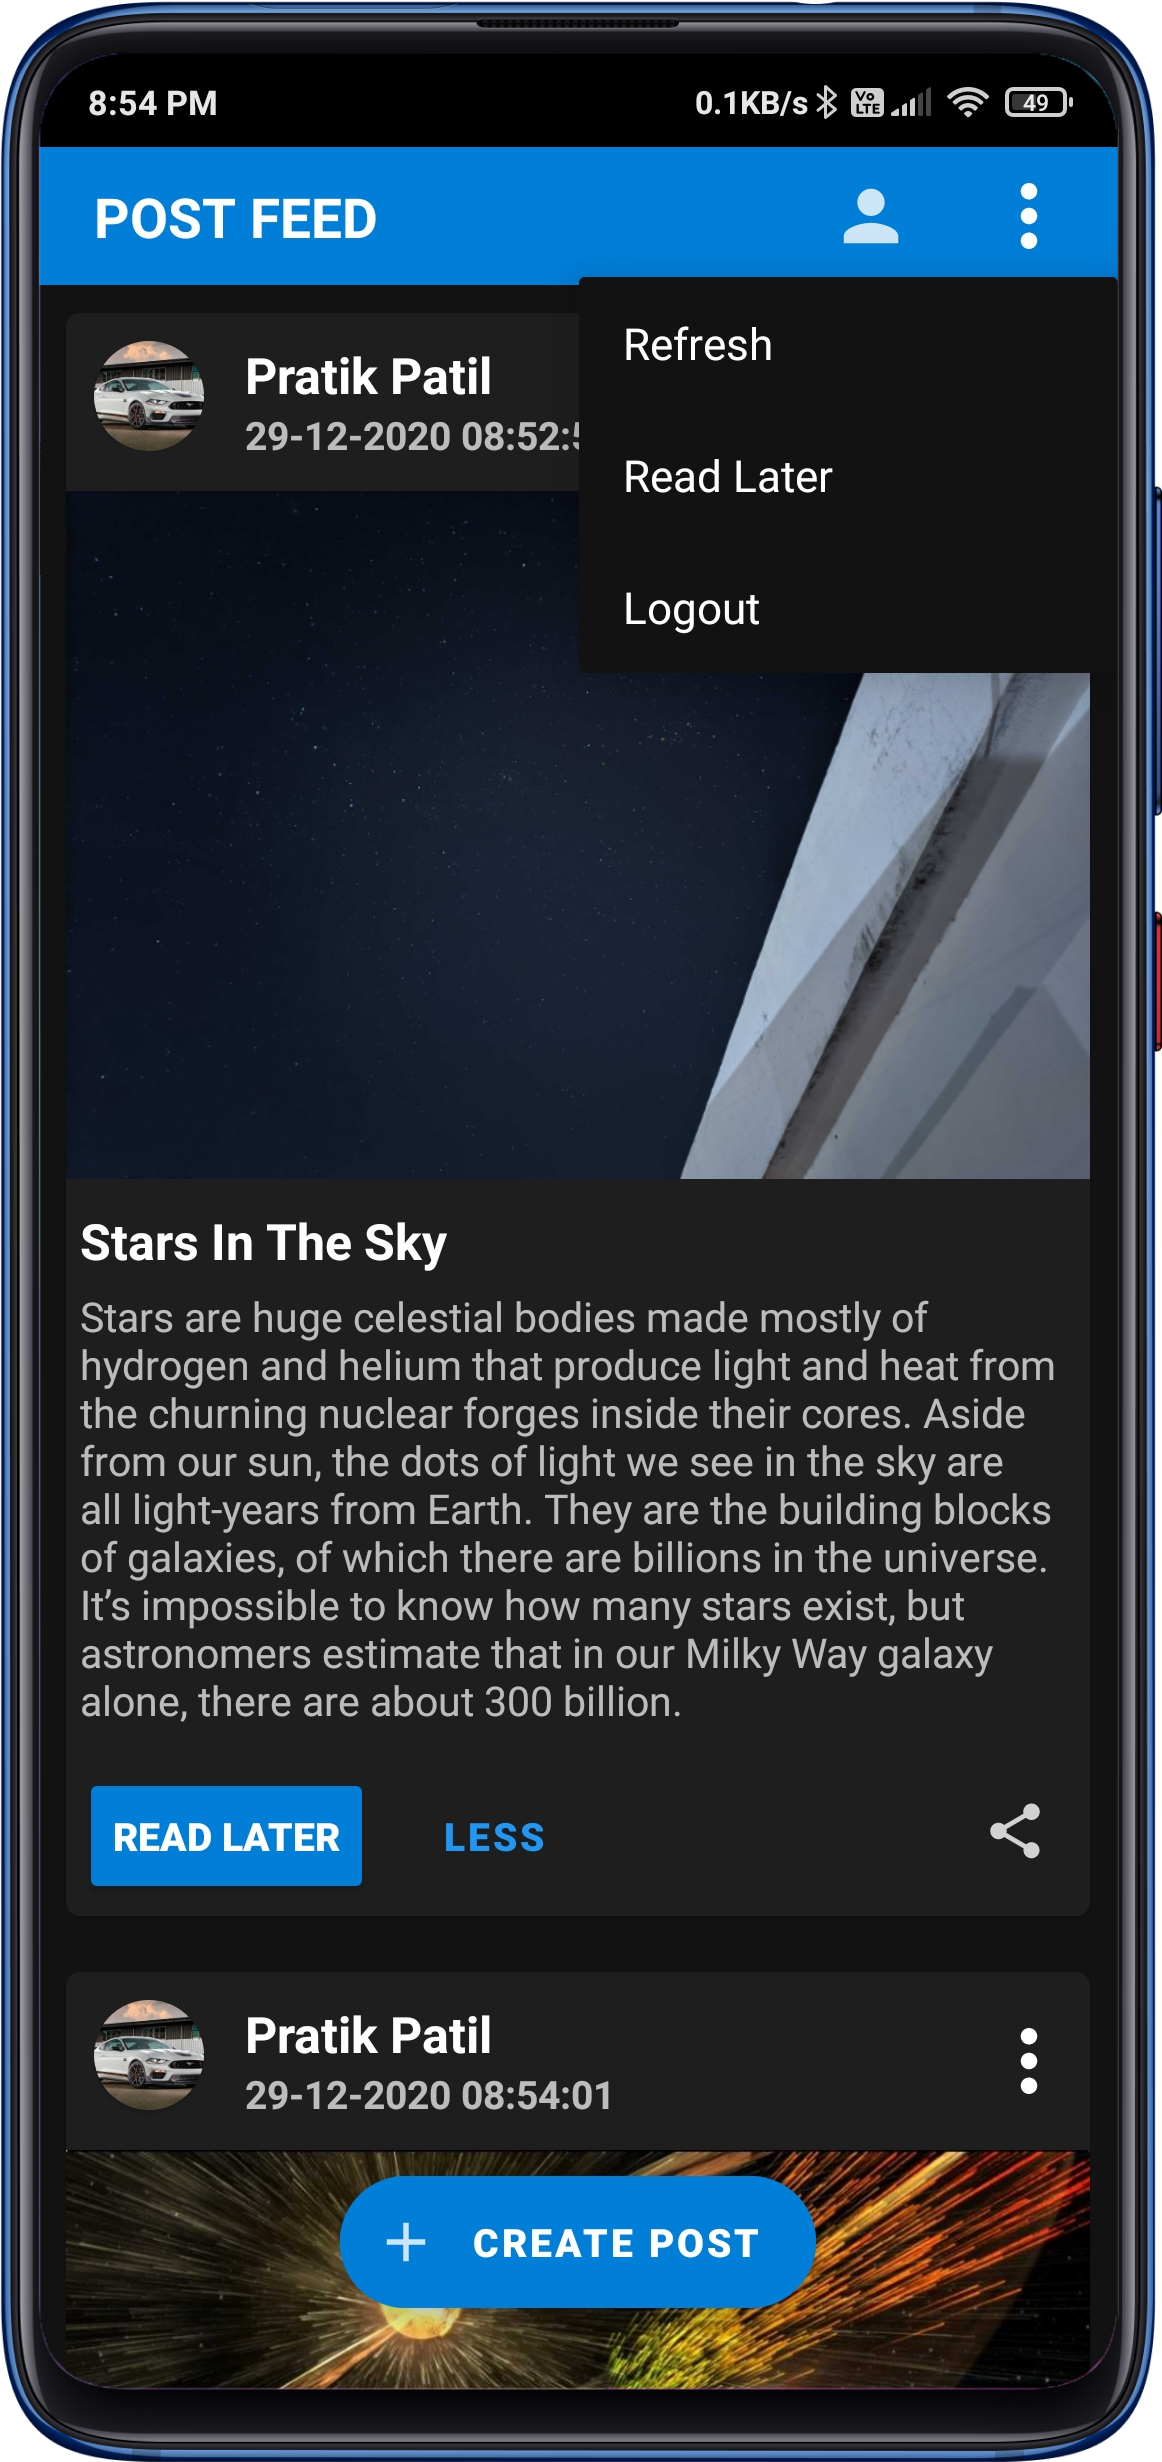 8:54 PM
0.1KB/s
Vo LTE
49
POST FEED
Refresh
Read Later
Logout
Pratik Patil
29-12-2020 08:52:
Stars In The Sky
Stars are huge celestial bodies made mostly of
hydrogen and helium that produce light and heat from
the churning nuclear forges inside their cores. Aside
from our sun, the dots of light we see in the sky are
all light-years from Earth. They are the building blocks
of galaxies, of which there are billions in the universe.
It’s impossible to know how many stars exist, but
astronomers estimate that in our Milky Way galaxy
alone, there are about 300 billion.
READ LATER
LESS
Pratik Patil
29-12-2020 08:54:01
CREATE POST